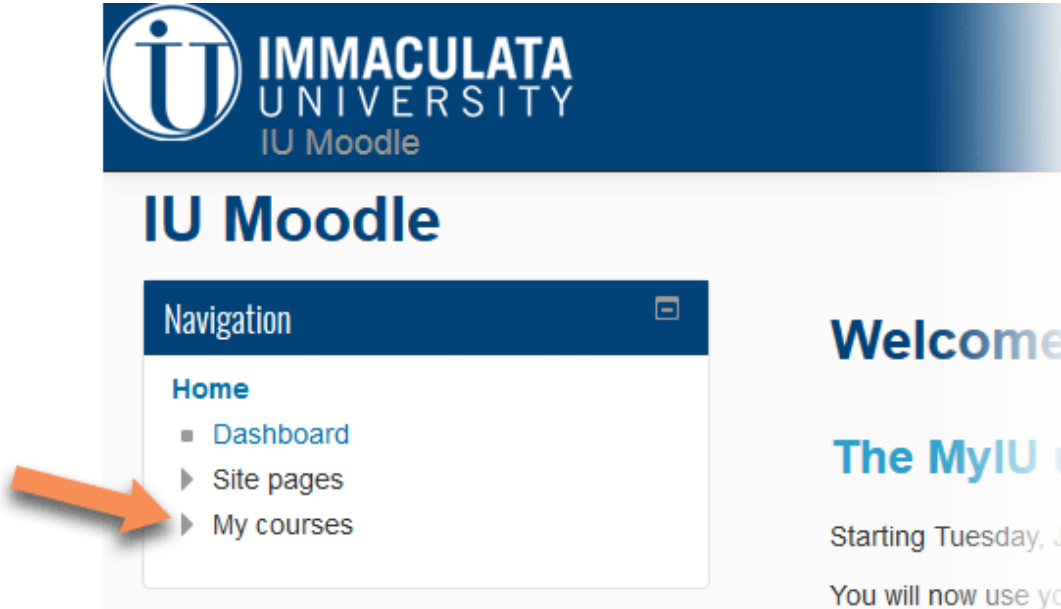 IU
IMMACULATA
UNIVERSITY
IU Moodle
IU Moodle
Navigation
Home
Dashboard
Site pages
My courses
Welcome
The MyIU
Starting Tuesday,
You will now use